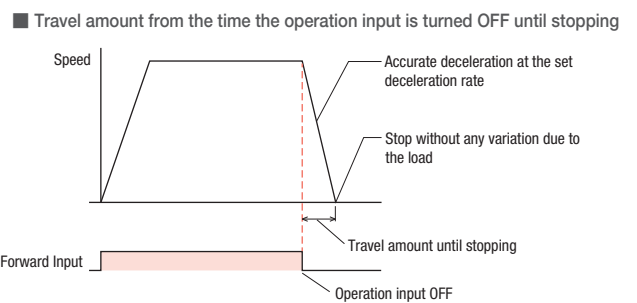 ■ Travel amount from the time the operation input is turned OFF until stopping
Speed
Accurate deceleration at the set
deceleration rate
Stop without any variation due to
the load
Travel amount until stopping
Forward Input
Operation input OFF